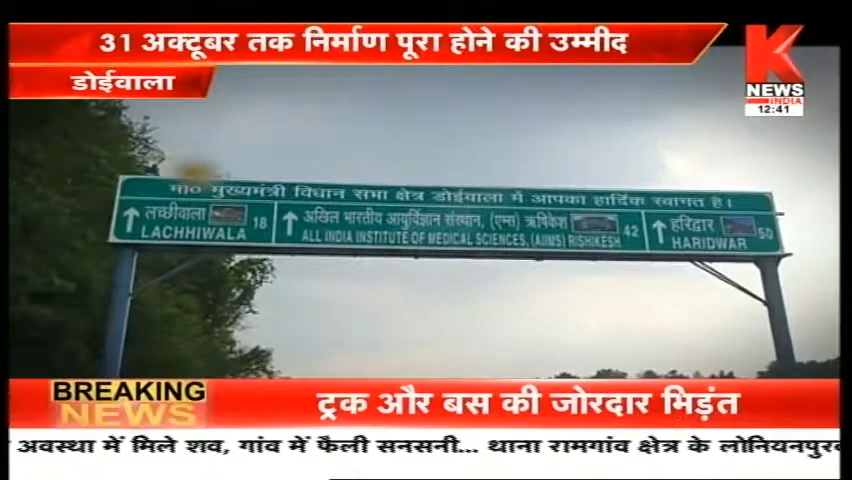 31 अक्टूबर तक निर्माण पूरा होने की उम्मीद
डोईवाला
K
NEWS
INDIA
12:41
मा० मुख्यमंत्री विधान सभा क्षेत्र डोईवाला में आपका हार्दिक स्वागत है।
लच्छीवाला 18
LACHHIWALA
अखिल भारतीय आयुर्विज्ञान संस्थान, (एम्स) ऋषिकेश 42
ALL INDIA INSTITUTE OF MEDICAL SCIENCES, (AIIMS) RISHIKESH
हरिद्वार 50
HARIDWAR
BREAKING
NEWS
ट्रक और बस की जोरदार भिड़ंत
अवस्था में मिले शव, गांव में फैली सनसनी... थाना रामगांव क्षेत्र के लोनियनपुरव